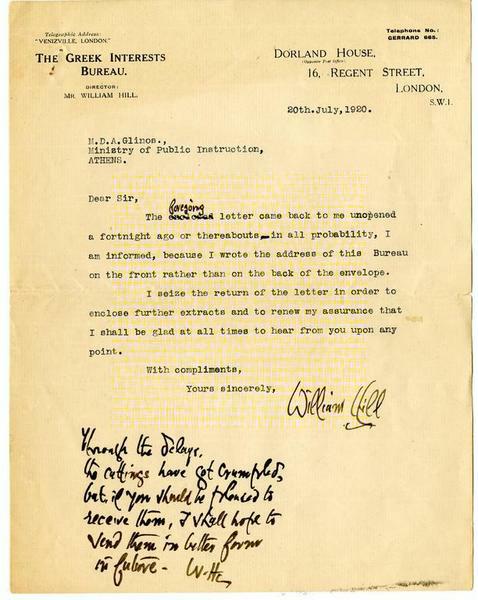 Telegraphic Address:
"VENIZVILLE, LONDON."
THE GREEK INTERESTS
BUREAU.
DIRECTOR:
MR. WILLIAM HILL.
Telephone No.:
GERRARD 665.
DORLAND HOUSE,
(Opposite Post Office)
16, REGENT STREET,
LONDON,
S.W.1.
20th.July,1920.
M.D.A.Glinos.,
Ministry of Public Instruction,
ATHENS.
Dear Sir,
foregoing
The letter came back to me unopened
a fortnight ago or thereabouts - in all probability, I
am informed, because I wrote the address of this Bureau
on the front rather than on the back of the envelope.
I seize the return of the letter in order to
enclose further extracts and to renew my assurance that
I shall be glad at all times to hear from you upon any
point.
With compliments,
Yours sincerely,
William Hill
Through the delays,
the cuttings have got crumpled,
but, if you should be pleased to
receive them, I shall hope to
send them in better form
in future - W.H.